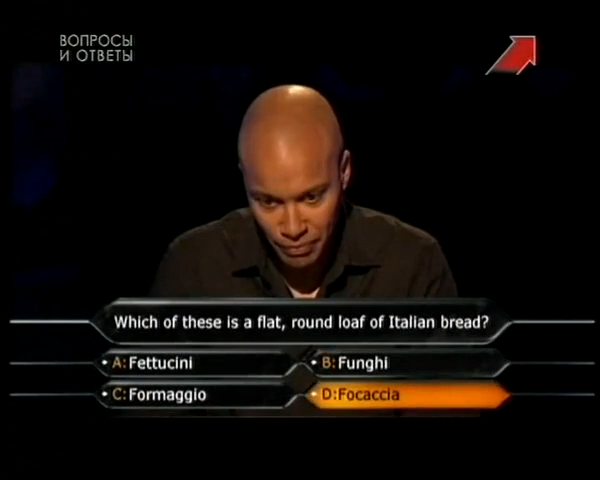 ВОПРОСЫ
И ОТВЕТЫ
Which of these is a flat, round loaf of Italian bread?
A: Fettucini
B: Funghi
C: Formaggio
D: Focaccia